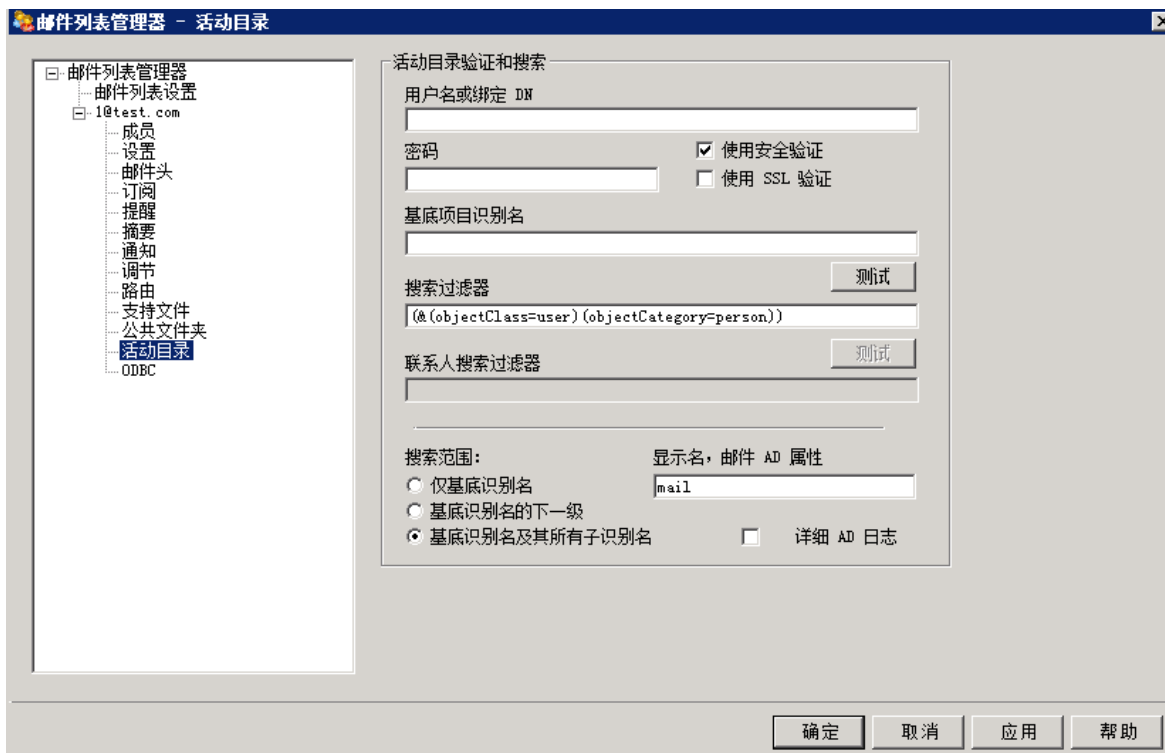 邮件列表管理器 - 活动目录
邮件列表管理器
邮件列表设置
1@test.com
成员
设置
邮件头
订阅
提醒
摘要
通知
调节
路由
支持文件
公共文件夹
活动目录
ODBC
活动目录验证和搜索
用户名或绑定 DN
密码
使用安全验证
使用 SSL 验证
基底项目识别名
测试
搜索过滤器
(&(objectClass=user)(objectCategory=person))
测试
联系人搜索过滤器
搜索范围:
显示名，邮件 AD 属性
仅基底识别名
mail
基底识别名的下一级
基底识别名及其所有子识别名
详细 AD 日志
确定
取消
应用
帮助